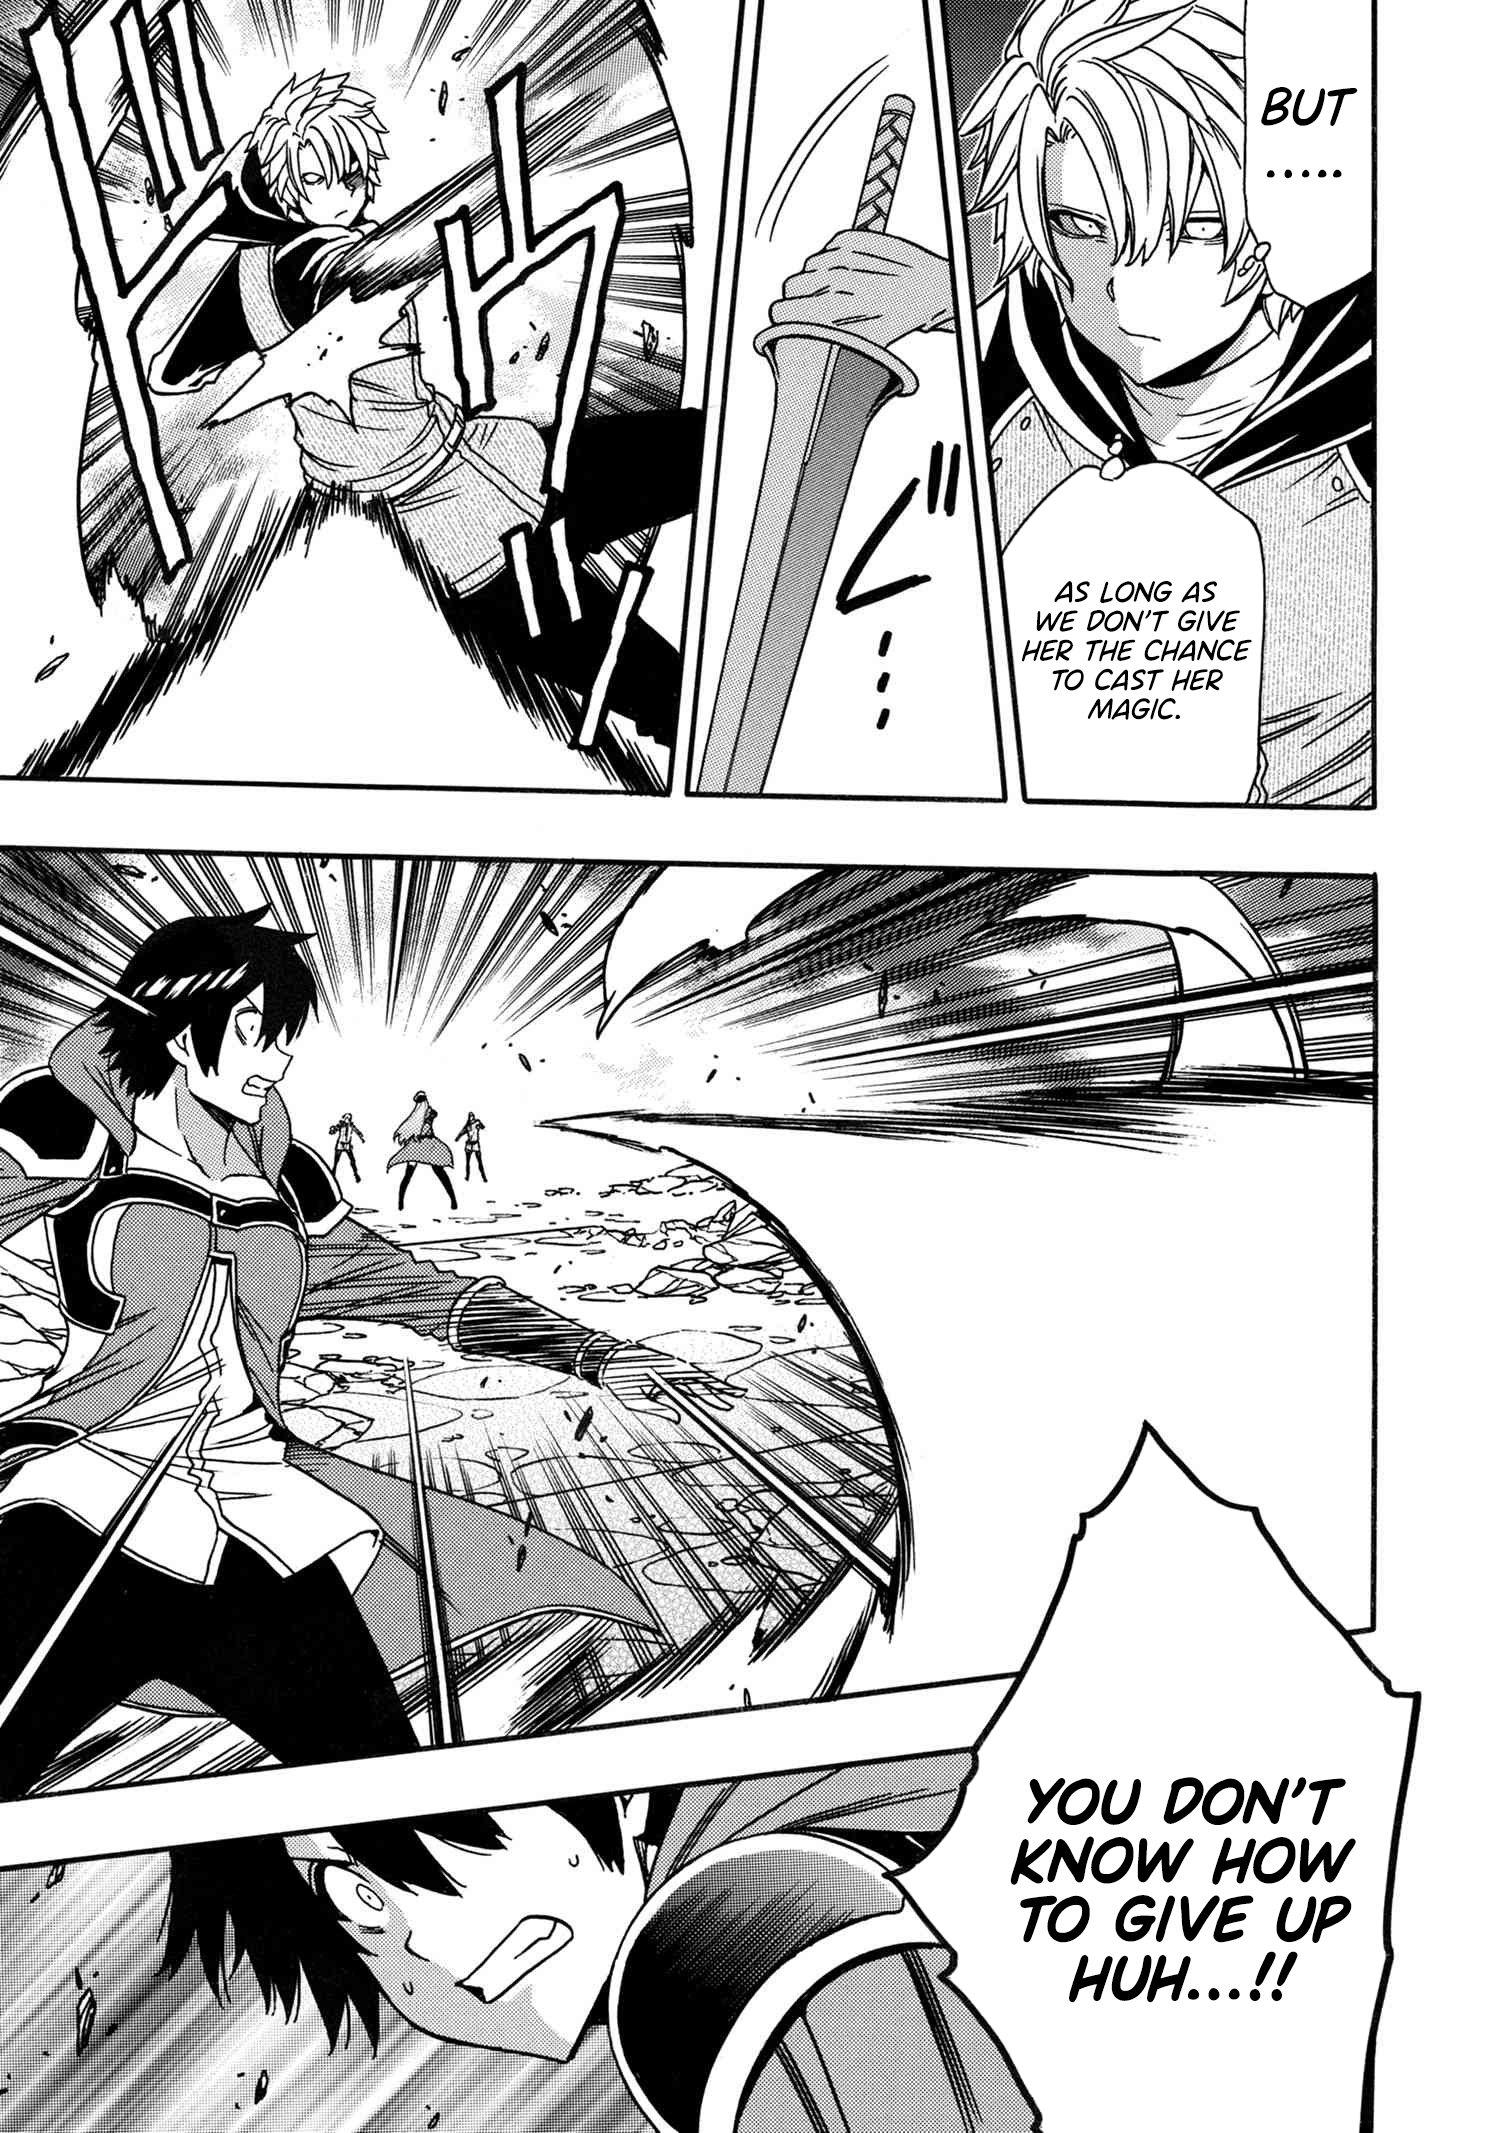 BUT
.....
AS LONG AS
WE DON'T GIVE
HER THE CHANCE
TO CAST HER
MAGIC.
YOU DON'T
KNOW HOW
TO GIVE UP
HUH...!!